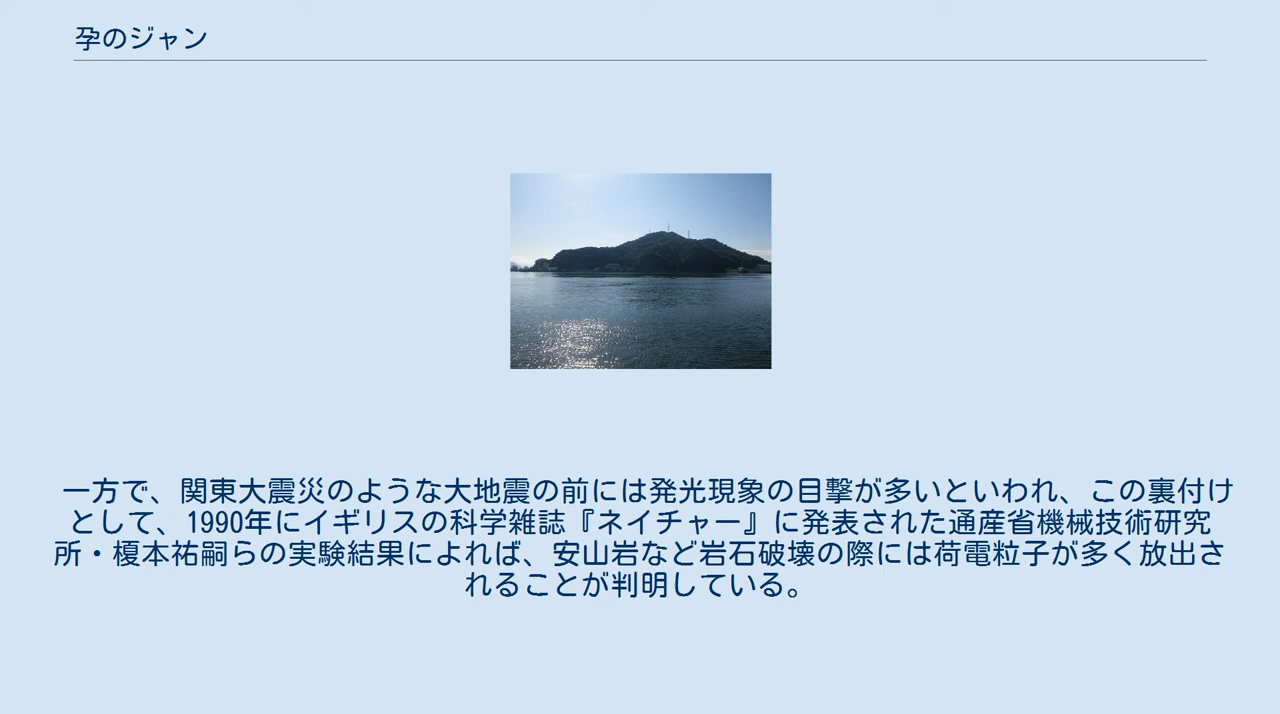 孕のジャン
一方で、関東大震災のような大地震の前には発光現象の目撃が多いといわれ、この裏付け
として、1990年にイギリスの科学雑誌『ネイチャー』に発表された通産省機械技術研究
所・榎本祐嗣らの実験結果によれば、安山岩など岩石破壊の際には荷電粒子が多く放出さ
れることが判明している。